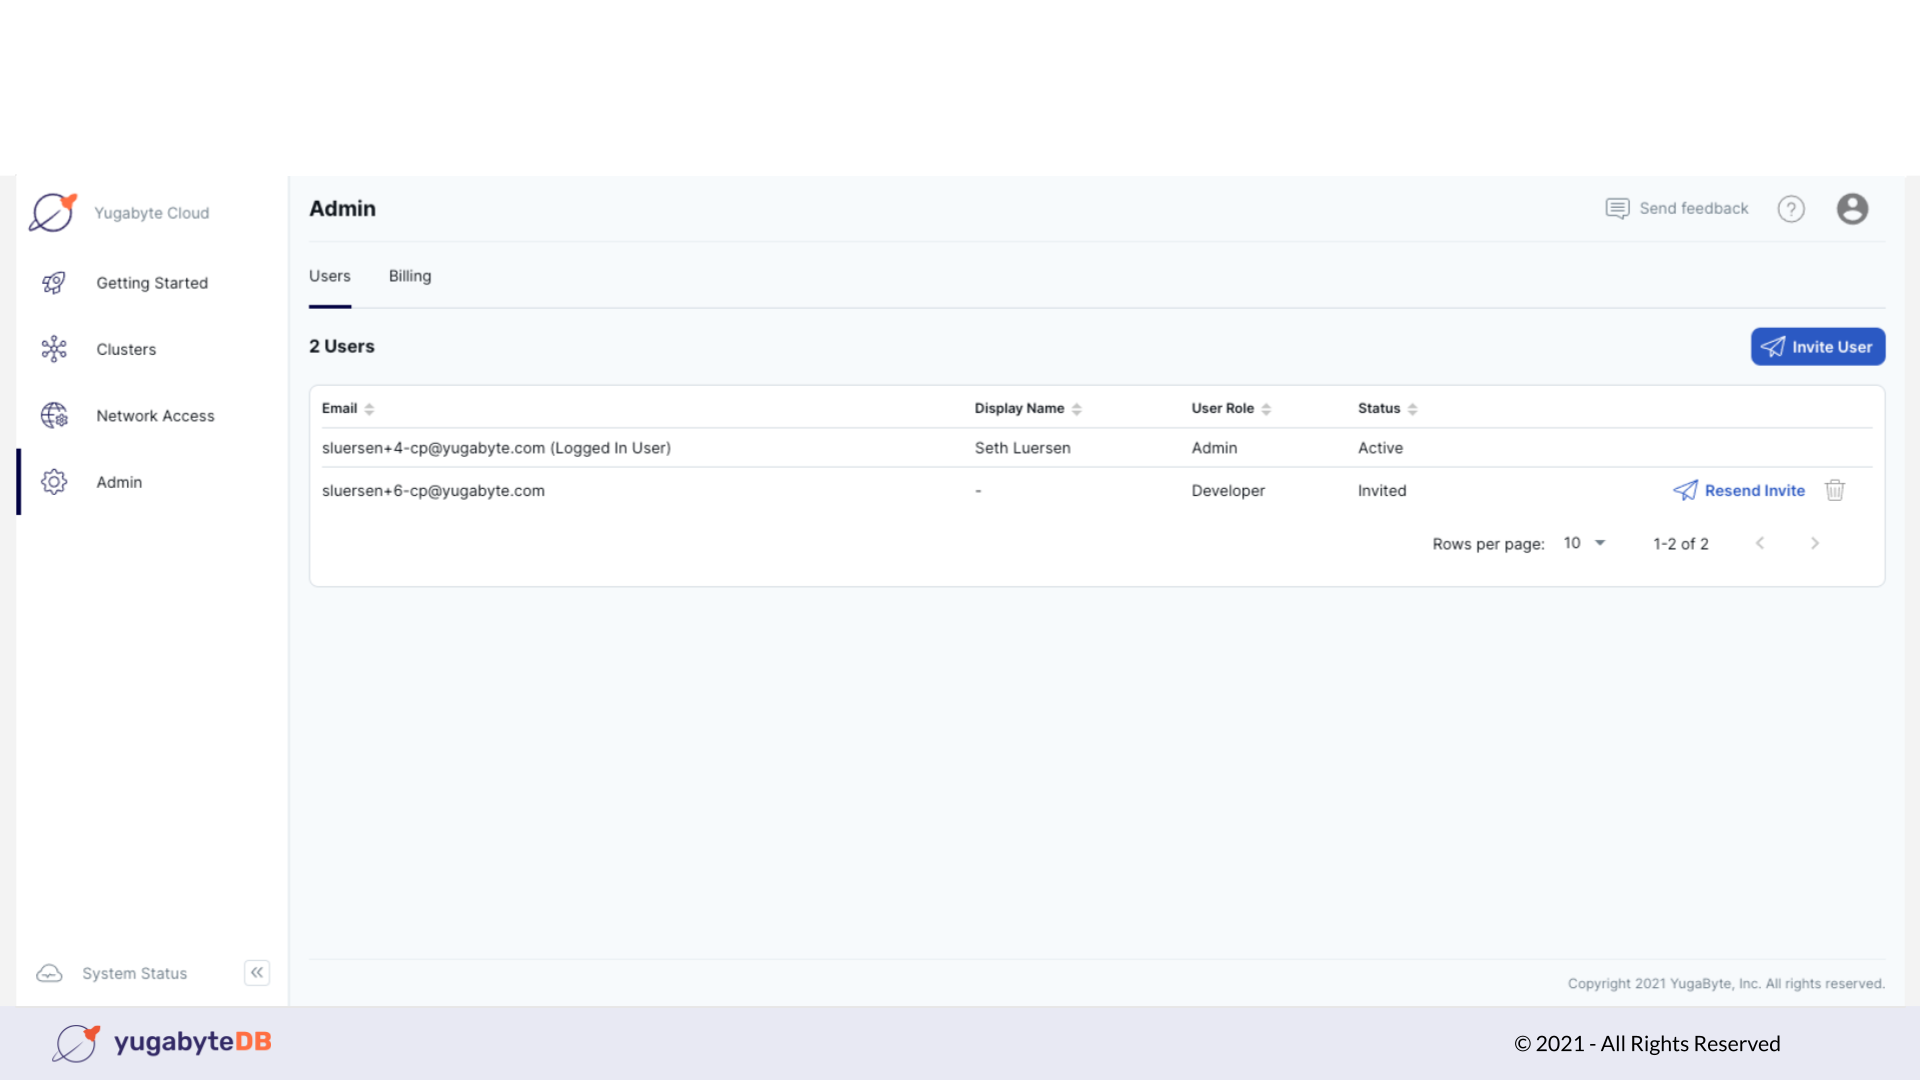 Yugabyte Cloud
Admin
Send feedback
?
Getting Started
Users Billing
Clusters
2 Users
Invite User
Network Access
Email Display Name User Role Status
sluersen+4-cp@yugabyte.com (Logged In User) Seth Luersen Admin Active
Admin
sluersen+6-cp@yugabyte.com - Developer Invited Resend Invite
Rows per page: 10 1-2 of 2
System Status
Copyright 2021 YugaByte, Inc. All rights reserved.
yugabyteDB
© 2021 - All Rights Reserved